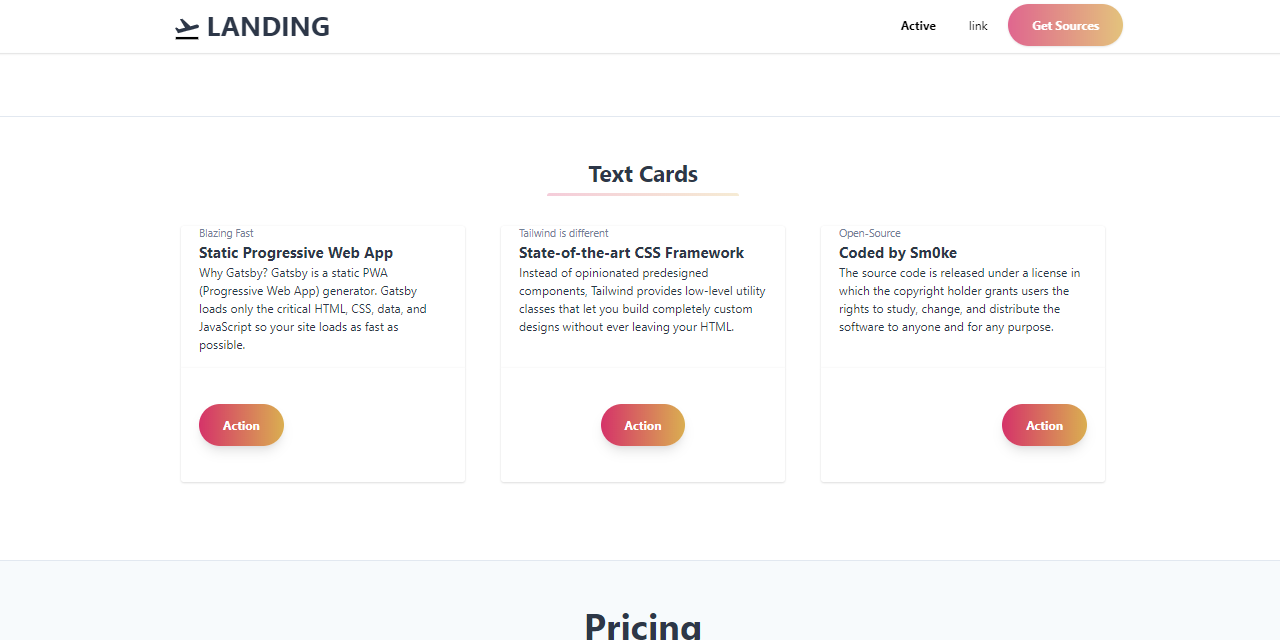 LANDING
Active
link
Get Sources
Text Cards
Blazing Fast
Static Progressive Web App
Why Gatsby? Gatsby is a static PWA
(Progressive Web App) generator. Gatsby
loads only the critical HTML, CSS, data, and
JavaScript so your site loads as fast as
possible.
Action
Tailwind is different
State-of-the-art CSS Framework
Instead of opinionated predesigned
components, Tailwind provides low-level utility
classes that let you build completely custom
designs without ever leaving your HTML.
Action
Open-Source
Coded by Sm0ke
The source code is released under a license in
which the copyright holder grants users the
rights to study, change, and distribute the
software to anyone and for any purpose.
Action
Pricing